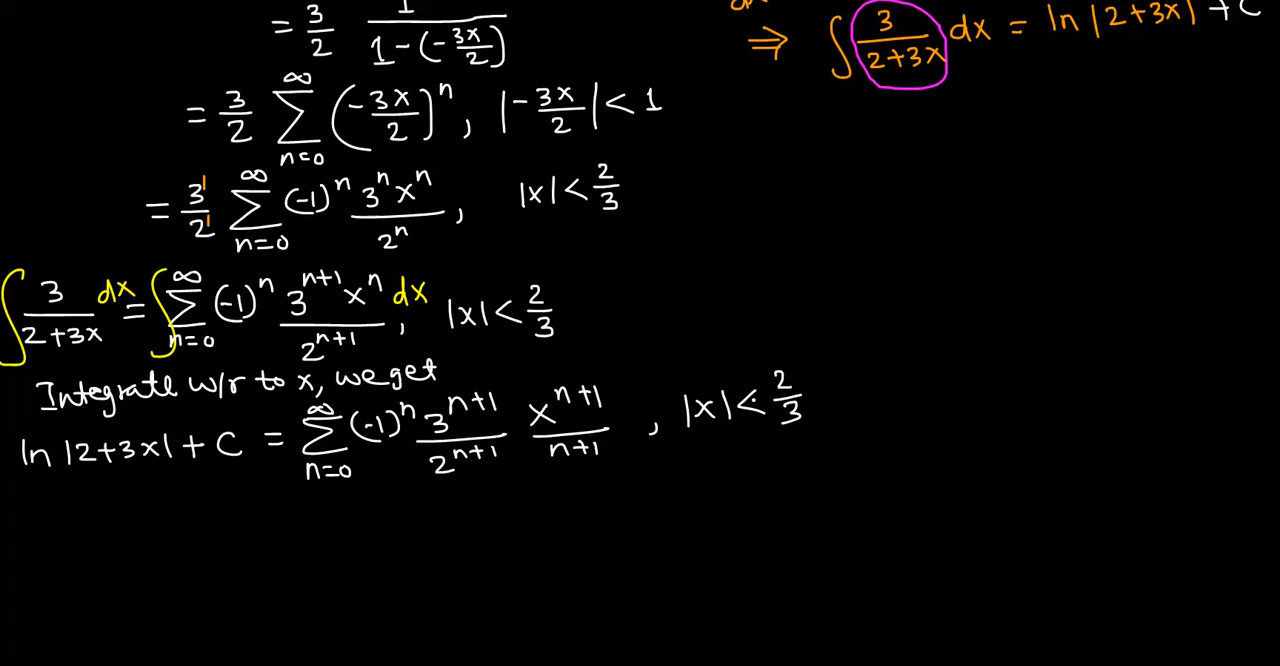 = 3/2 1/(1-(-3x/2))
⇒ ∫ 3/(2+3x) dx = ln |2+3x| + C
= 3/2 ∑_{n=0}^{∞} (-3x/2)^n, |-3x/2| < 1
= 3^1/2^1 ∑_{n=0}^{∞} (-1)^n 3^n x^n / 2^n, |x| < 2/3
∫ 3/(2+3x) dx = ∫ ∑_{n=0}^{∞} (-1)^n 3^{n+1} x^n / 2^{n+1} dx, |x| < 2/3
Integrate w/r to x, we get
ln |2+3x| + C = ∑_{n=0}^{∞} (-1)^n 3^{n+1}/2^{n+1} x^{n+1}/(n+1), |x| < 2/3